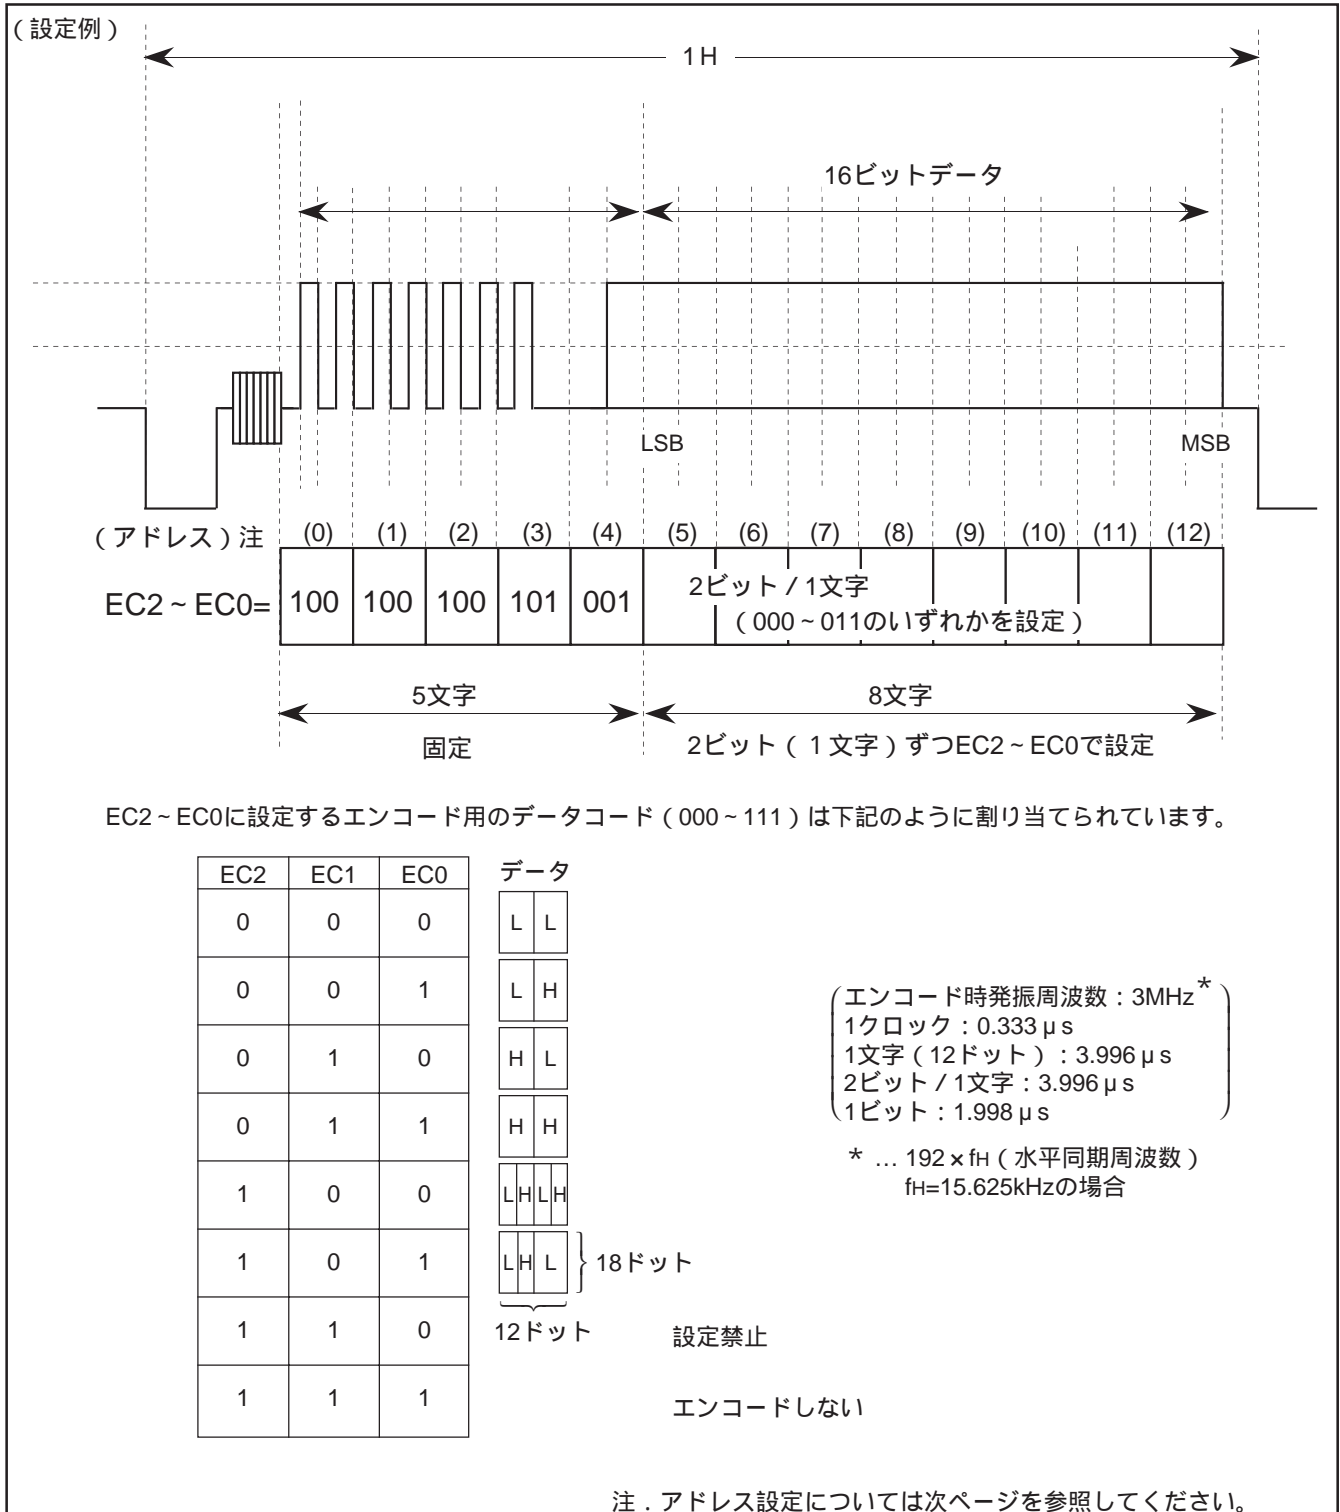 （設定例）
1H
16ビットデータ
LSB
MSB
（アドレス）注 (0) (1) (2) (3) (4) (5) (6) (7) (8) (9) (10) (11) (12)
EC2～EC0= 100 100 100 101 001
2ビット／1文字
（000～011のいずれかを設定）
5文字
8文字
固定
2ビット（１文字）ずつEC2～EC0で設定
EC2～EC0に設定するエンコード用のデータコード（000～111）は下記のように割り当てられています。
EC2 EC1 EC0 データ
0 0 0 L L
0 0 1 L H
0 1 0 H L
0 1 1 H H
1 0 0 L H L H
1 0 1 L H L 18ドット
12ドット
1 1 0 設定禁止
1 1 1 エンコードしない
エンコード時発振周波数：3MHz*
1クロック：0.333μs
1文字（12ドット）：3.996μs
2ビット／1文字：3.996μs
1ビット：1.998μs
* … 192×fH（水平同期周波数）
fH=15.625kHzの場合
注．アドレス設定については次ページを参照してください。